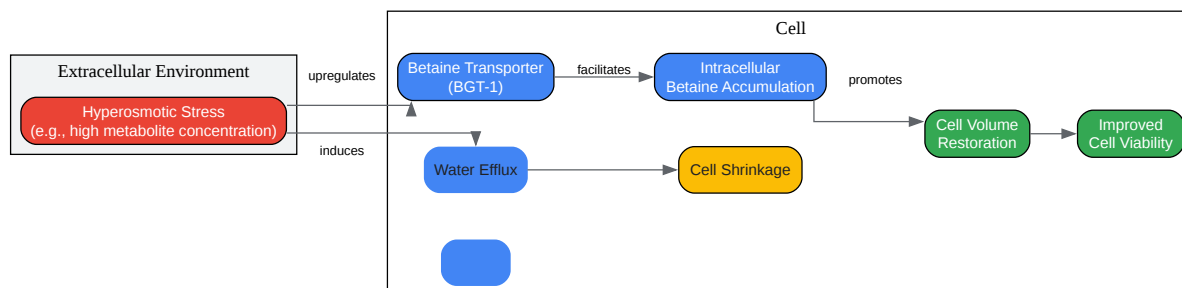 Cell
Extracellular Environment
Hyperosmotic Stress
(e.g., high metabolite concentration)
upregulates
induces
Betaine Transporter
(BGT-1)
facilitates
Intracellular
Betaine Accumulation
promotes
Cell Volume
Restoration
Improved
Cell Viability
Water Efflux
Cell Shrinkage